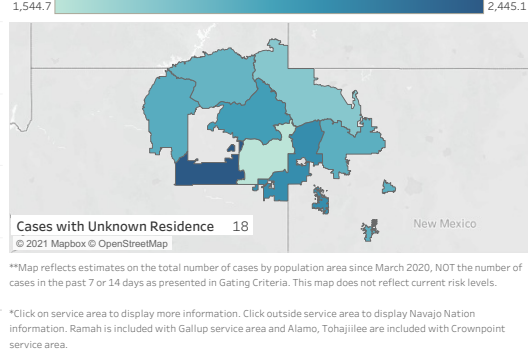 1,544.7 2,445.1
New Mexico
Cases with Unknown Residence 18
© 2021 Mapbox © OpenStreetMap
**Map reflects estimates on the total number of cases by population area since March 2020, NOT the number of
cases in the past 7 or 14 days as presented in Gating Criteria. This map does not reflect current risk levels.
*Click on service area to display more information. Click outside service area to display Navajo Nation
information. Ramah is included with Gallup service area and Alamo, Tohajiilee are included with Crownpoint
service area.